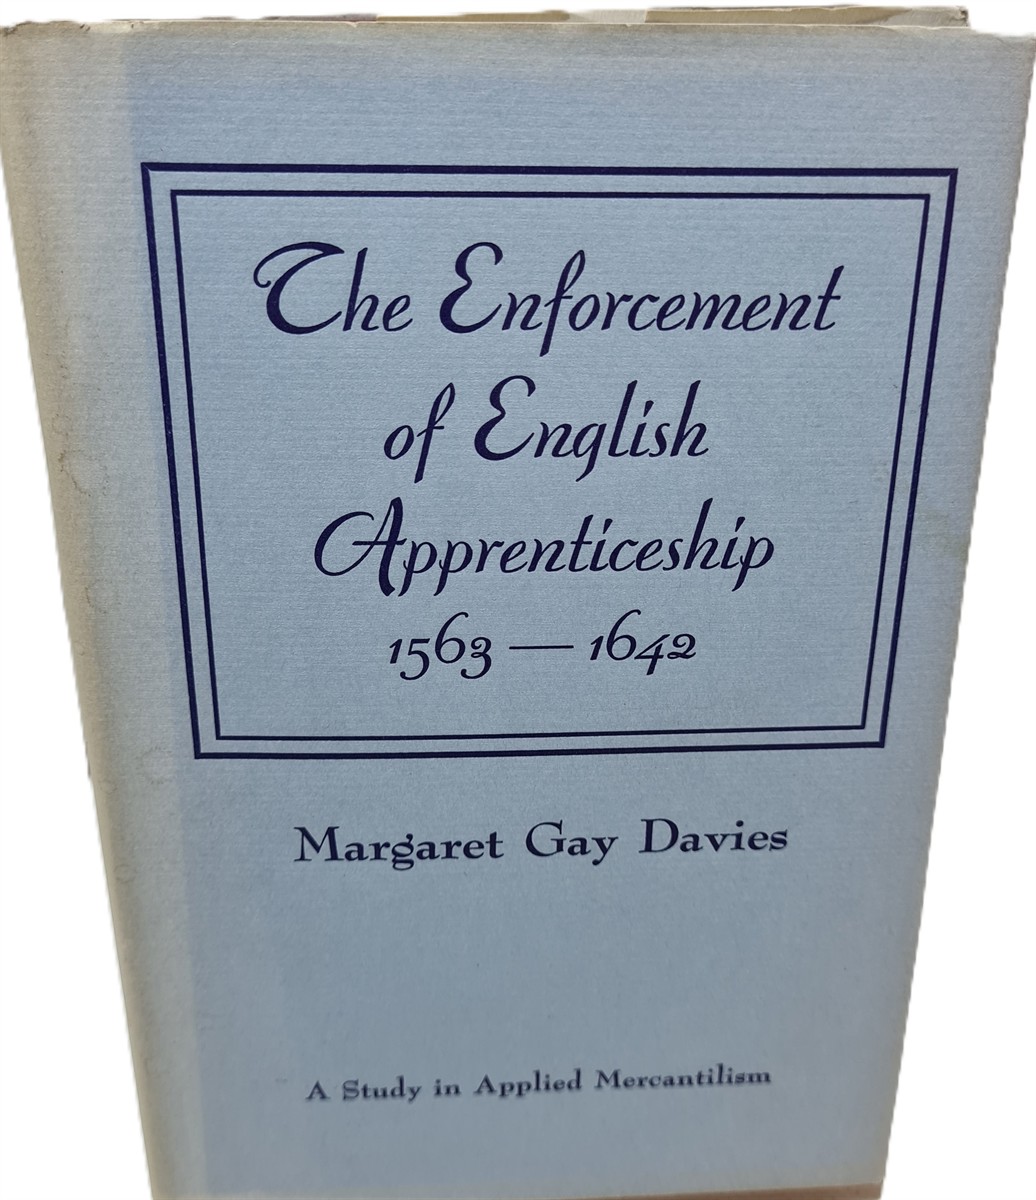 The Enforcement
of English
Apprenticeship
1563 — 1642
Margaret Gay Davies
A Study in Applied Mercantilism